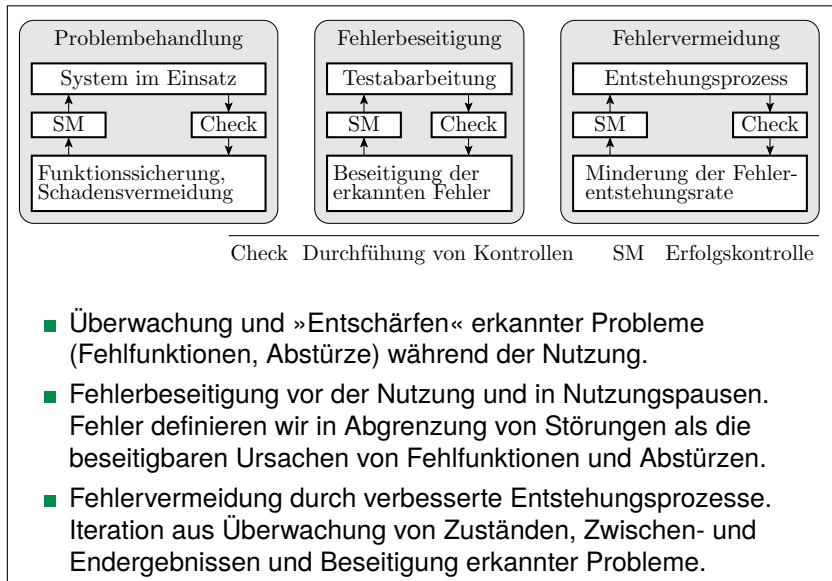 Problembehandlung
System im Einsatz
SM
Check
Funktionssicherung,
Schadensvermeidung
Fehlerbeseitigung
Testabarbeitung
SM
Check
Beseitigung der
erkannten Fehler
Fehlervermeidung
Entstehungsprozess
SM
Check
Minderung der Fehler-
entstehungsrate
Check Durchfühung von Kontrollen SM Erfolgskontrolle
Überwachung und »Entschärfen« erkannter Probleme
(Fehlfunktionen, Abstürze) während der Nutzung.
Fehlerbeseitigung vor der Nutzung und in Nutzungspausen.
Fehler definieren wir in Abgrenzung von Störungen als die
beseitigbaren Ursachen von Fehlfunktionen und Abstürzen.
Fehlervermeidung durch verbesserte Entstehungsprozesse.
Iteration aus Überwachung von Zuständen, Zwischen- und
Endergebnissen und Beseitigung erkannter Probleme.